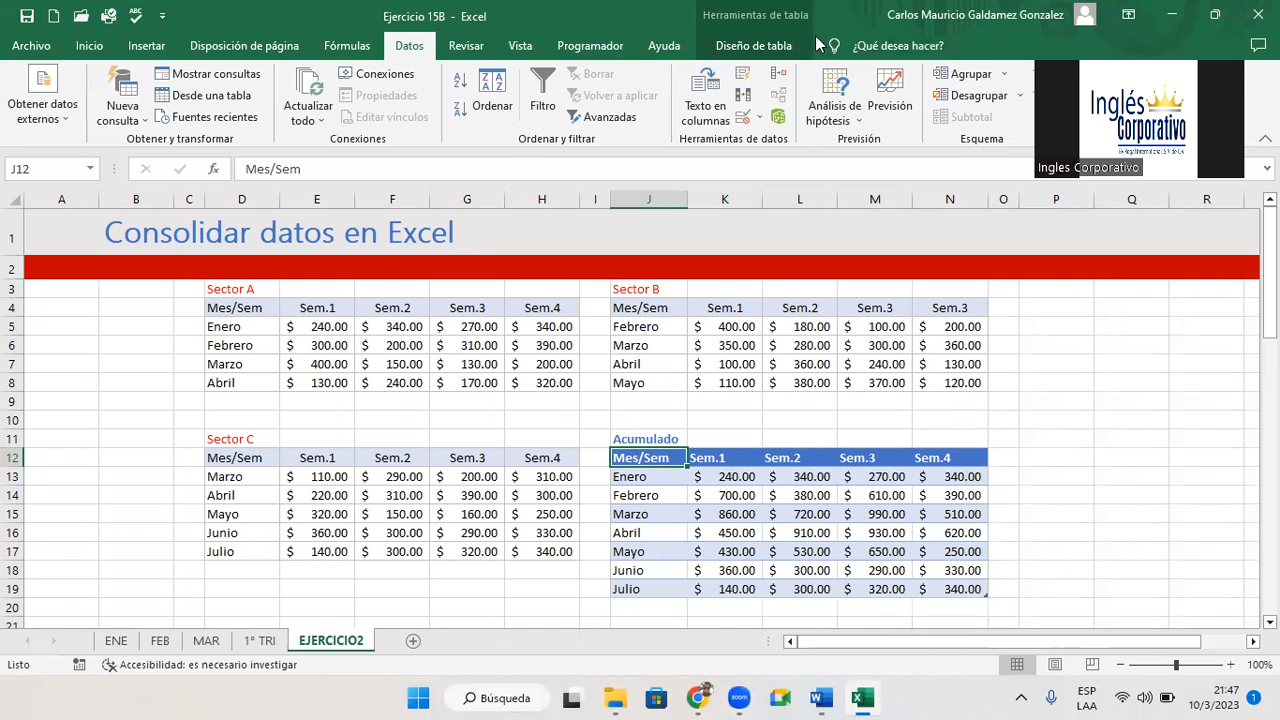 Ejercicio 15B - Excel
Herramientas de tabla
Carlos Mauricio Galdamez Gonzalez
Archivo Inicio Insertar Disposición de página Fórmulas Datos Revisar Vista Programador Ayuda Diseño de tabla ¿Qué desea hacer?
Obtener datos externos
Nueva consulta
Mostrar consultas
Desde una tabla
Fuentes recientes
Obtener y transformar
Actualizar todo
Conexiones
Propiedades
Editar vínculos
Conexiones
Ordenar
Filtro
Borrar
Volver a aplicar
Avanzadas
Ordenar y filtrar
Texto en columnas
Herramientas de datos
Análisis de hipótesis
Previsión
Previsión
Agrupar
Desagrupar
Subtotal
Esquema
Inglés
Corporativo
Ingles Corporativo
J12 fx Mes/Sem
A B C D E F G H I J K L M N O P Q R
1 Consolidar datos en Excel
2
3 Sector A Sector B
4 Mes/Sem Sem.1 Sem.2 Sem.3 Sem.4 Mes/Sem Sem.1 Sem.2 Sem.3 Sem.3
5 Enero $ 240.00 $ 340.00 $ 270.00 $ 340.00 Febrero $ 400.00 $ 180.00 $ 100.00 $ 200.00
6 Febrero $ 300.00 $ 200.00 $ 310.00 $ 390.00 Marzo $ 350.00 $ 280.00 $ 300.00 $ 360.00
7 Marzo $ 400.00 $ 150.00 $ 130.00 $ 200.00 Abril $ 100.00 $ 360.00 $ 240.00 $ 130.00
8 Abril $ 130.00 $ 240.00 $ 170.00 $ 320.00 Mayo $ 110.00 $ 380.00 $ 370.00 $ 120.00
9
10
11 Sector C Acumulado
12 Mes/Sem Sem.1 Sem.2 Sem.3 Sem.4 Mes/Sem Sem.1 Sem.2 Sem.3 Sem.4
13 Marzo $ 110.00 $ 290.00 $ 200.00 $ 310.00 Enero $ 240.00 $ 340.00 $ 270.00 $ 340.00
14 Abril $ 220.00 $ 310.00 $ 390.00 $ 300.00 Febrero $ 700.00 $ 380.00 $ 610.00 $ 390.00
15 Mayo $ 320.00 $ 150.00 $ 160.00 $ 250.00 Marzo $ 860.00 $ 720.00 $ 990.00 $ 510.00
16 Junio $ 360.00 $ 300.00 $ 290.00 $ 330.00 Abril $ 450.00 $ 910.00 $ 930.00 $ 620.00
17 Julio $ 140.00 $ 300.00 $ 320.00 $ 340.00 Mayo $ 430.00 $ 530.00 $ 650.00 $ 250.00
18 Junio $ 360.00 $ 300.00 $ 290.00 $ 330.00
19 Julio $ 140.00 $ 300.00 $ 320.00 $ 340.00
20
21
ENE FEB MAR 1° TRI EJERCICIO2
Listo Accesibilidad: es necesario investigar 100%
Búsqueda
zoom
ESP
LAA
21:47
10/3/2023
1